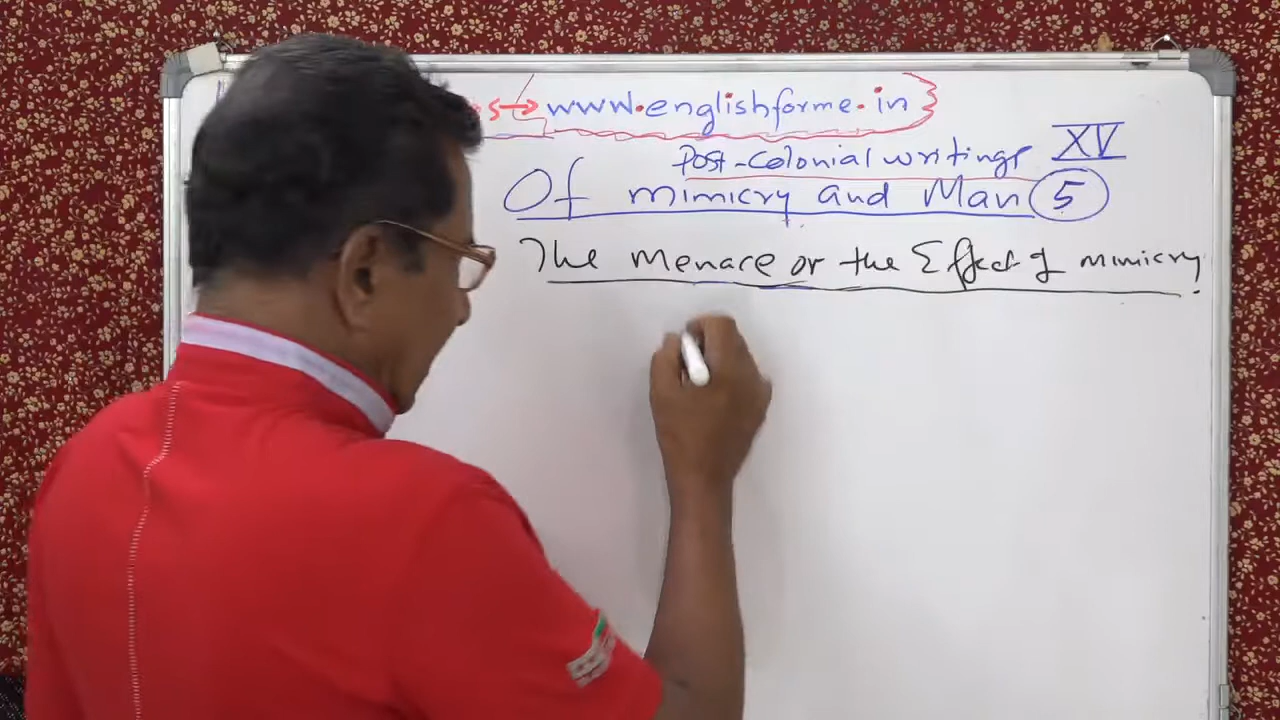 s → www.englishforme.in
Post-Colonial writings XV
Of mimicry and Man 5
The Menace or the Effect of mimicry